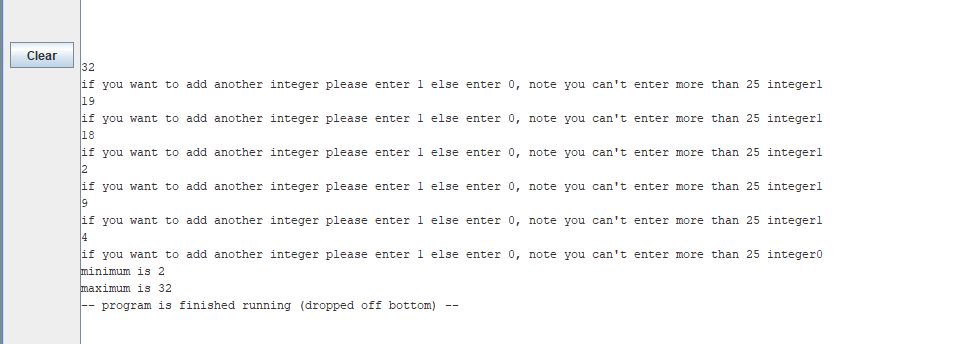 Clear
32
if you want to add another integer please enter 1 else enter 0, note you can't enter more than 25 integer1
19
if you want to add another integer please enter 1 else enter 0, note you can't enter more than 25 integer1
18
if you want to add another integer please enter 1 else enter 0, note you can't enter more than 25 integer1
2
if you want to add another integer please enter 1 else enter 0, note you can't enter more than 25 integer1
9
if you want to add another integer please enter 1 else enter 0, note you can't enter more than 25 integer1
4
if you want to add another integer please enter 1 else enter 0, note you can't enter more than 25 integer0
minimum is 2
maximum is 32
-- program is finished running (dropped off bottom) --